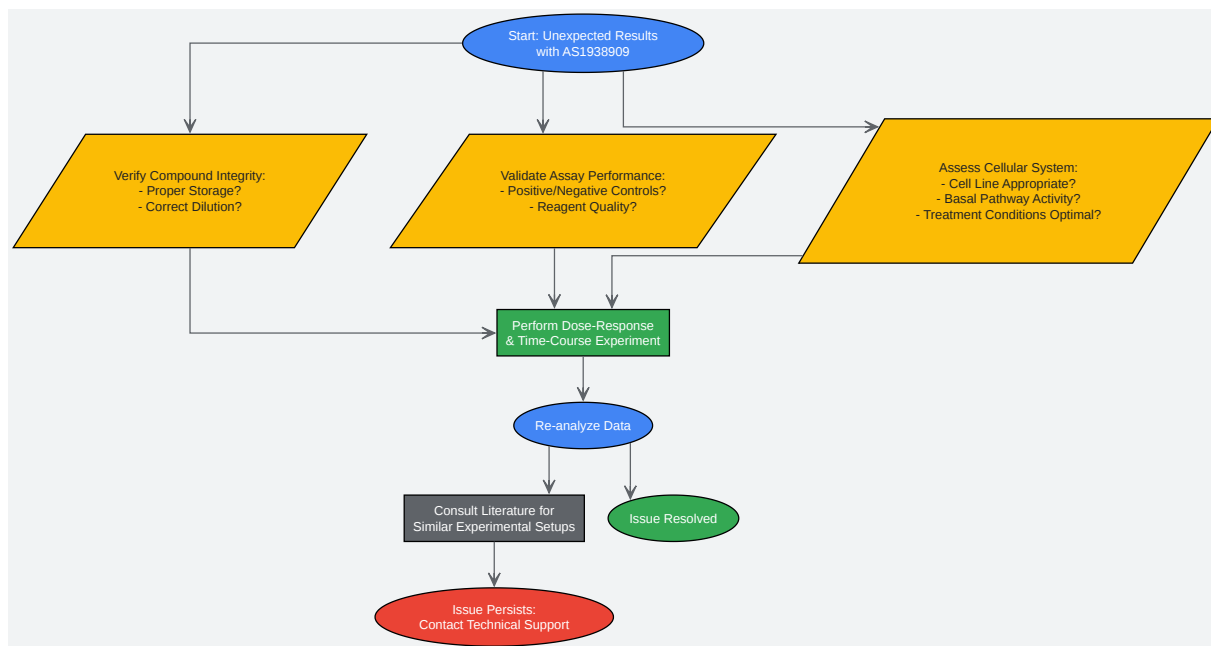 Start: Unexpected Results
with AS1938909
Verify Compound Integrity:
- Proper Storage?
- Correct Dilution?
Validate Assay Performance:
- Positive/Negative Controls?
- Reagent Quality?
Assess Cellular System:
- Cell Line Appropriate?
- Basal Pathway Activity?
- Treatment Conditions Optimal?
Perform Dose-Response
& Time-Course Experiment
Re-analyze Data
Consult Literature for
Similar Experimental Setups
Issue Resolved
Issue Persists:
Contact Technical Support